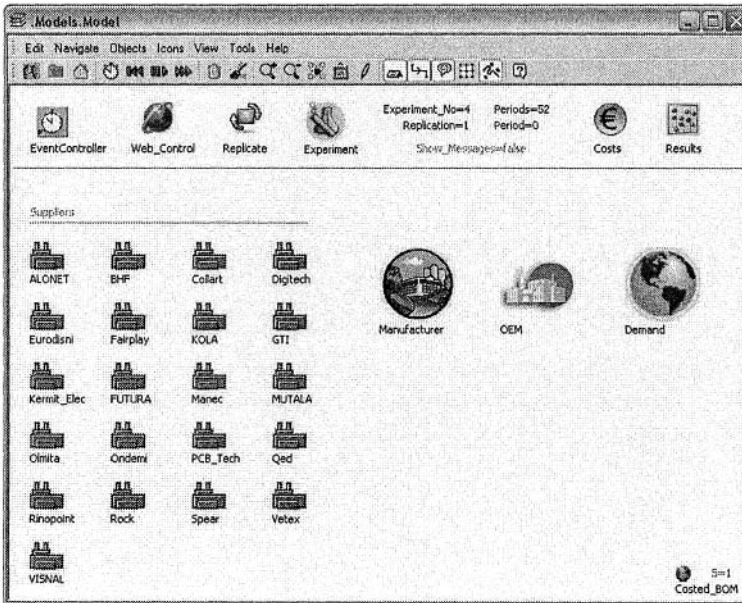 .Models.Model
Edit Navigate Objects Icons View Tools Help
Experiment_No=4 Periods=52
Replication=1 Period=0
Show_Messages=false
EventController Web_Control Replicate Experiment Costs Results
Suppliers
ALONET BHF Collart Digitech
Eurodisni Fairplay KOLA GTI
Manufacturer OEM Demand
Kermit_Elec FUTURA Manec MUTALA
Olmita Ondemi PCB_Tech Qed
Rinopoint Rock Spear Vetex
VISNAL
S=1
Costed_BOM